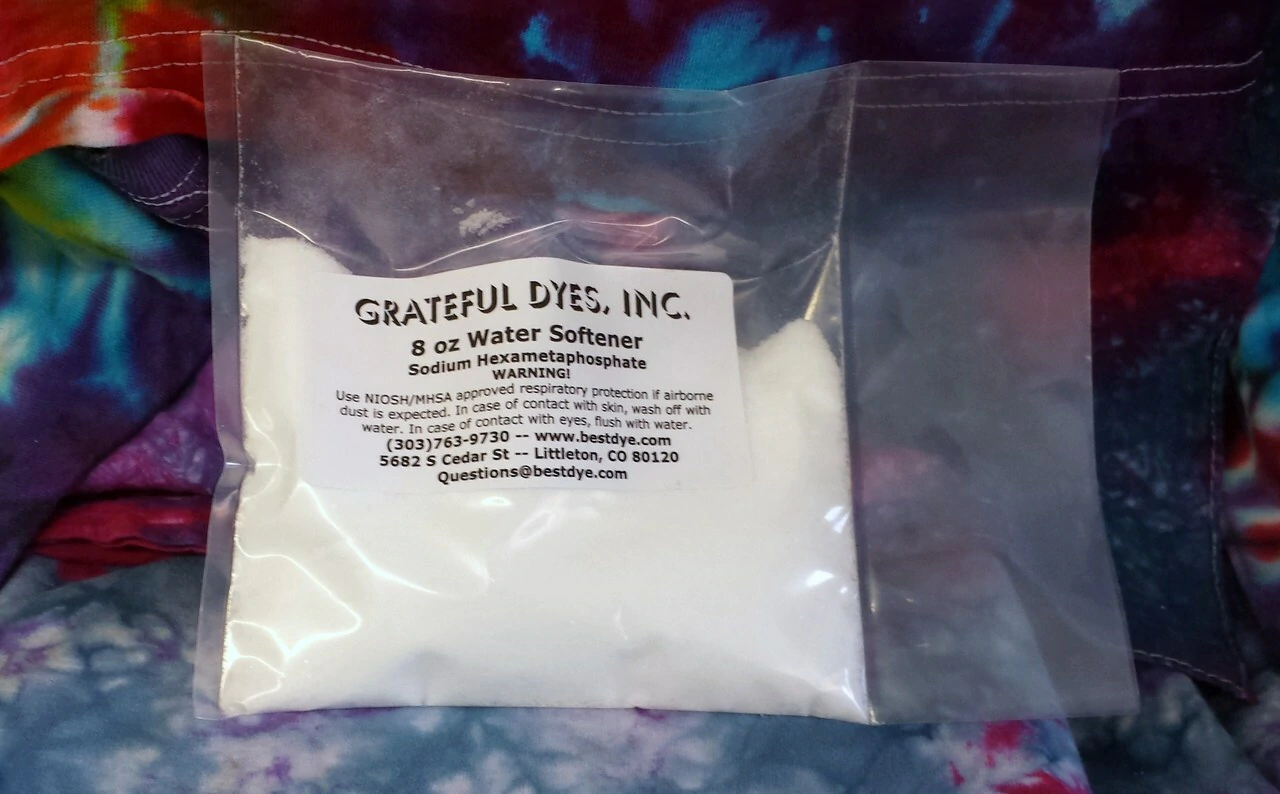 GRATEFUL DYES, INC.
8 oz Water Softener
Sodium Hexametaphosphate
WARNING!
Use NIOSH/MHSA approved respiratory protection if airborne
dust is expected. In case of contact with skin, wash off with
water. In case of contact with eyes, flush with water.
(303)763-9730 -- www.bestdye.com
5682 S Cedar St -- Littleton, CO 80120
Questions@bestdye.com